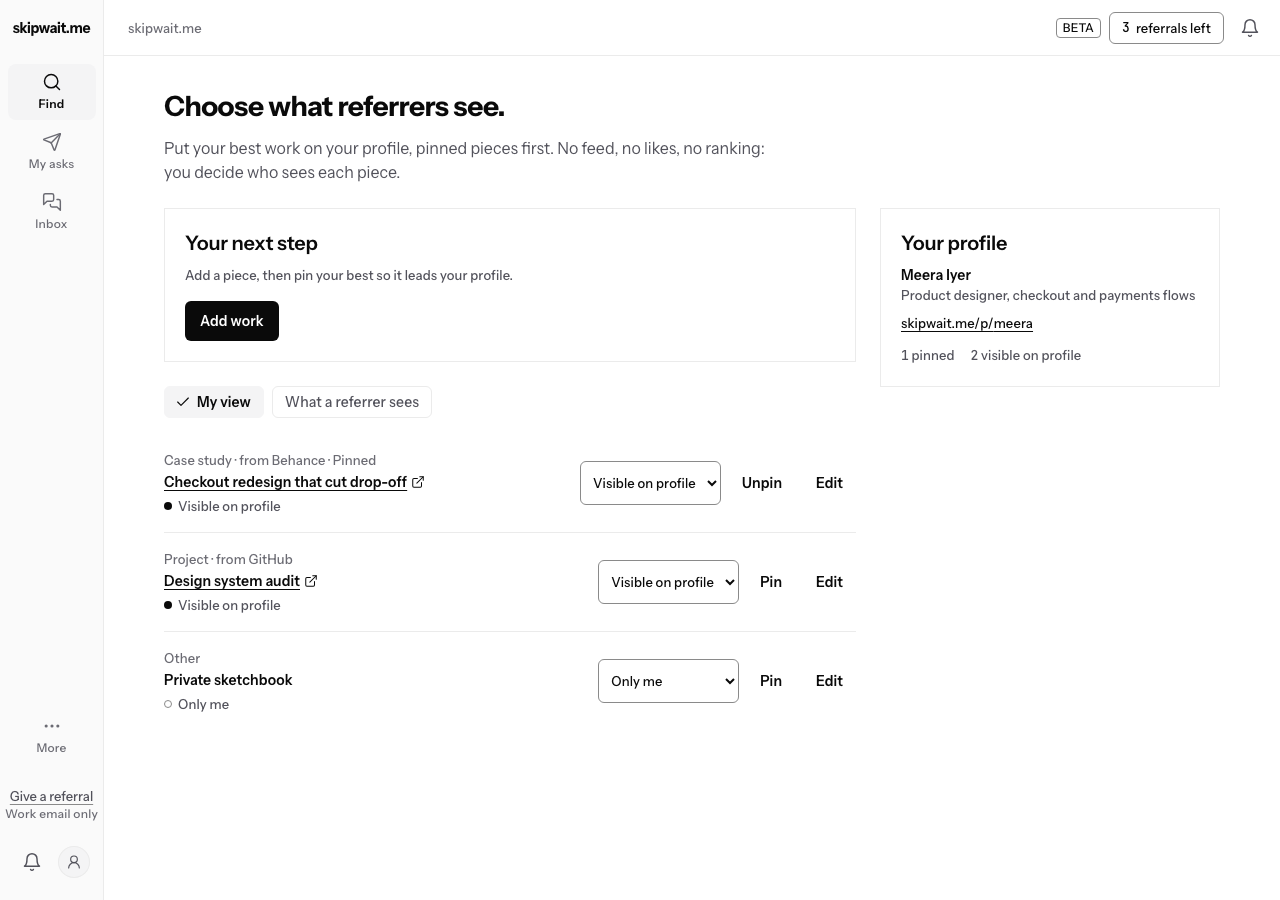 skipwait.me
Find
My asks
Inbox
More
Give a referral
Work email only
skipwait.me
BETA
3 referrals left
Choose what referrers see.
Put your best work on your profile, pinned pieces first. No feed, no likes, no ranking:
you decide who sees each piece.
Your next step
Add a piece, then pin your best so it leads your profile.
Add work
Your profile
Meera Iyer
Product designer, checkout and payments flows
skipwait.me/p/meera
1 pinned 2 visible on profile
My view
What a referrer sees
Case study · from Behance · Pinned
Checkout redesign that cut drop-off
Visible on profile
Visible on profile
Unpin
Edit
Project · from GitHub
Design system audit
Visible on profile
Visible on profile
Pin
Edit
Other
Private sketchbook
Only me
Only me
Pin
Edit